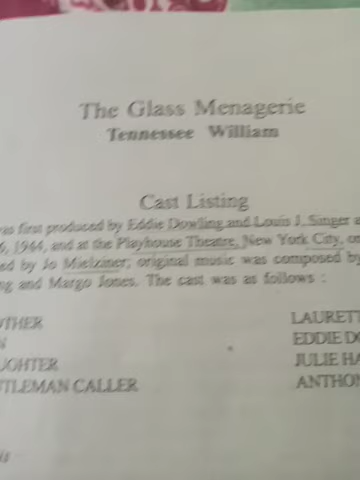 The Glass Menagerie
Tennessee William
Cast Listing
was first produced by Eddie Dowling and Louis J. Singer a
6, 1944, and at the Playhouse Theatre, New York City, on
ed by Jo Mielziner; original music was composed by
ng and Margo Jones. The cast was as follows :
OTHER LAURETT
N EDDIE DO
UGHTER JULIE HA
TLEMAN CALLER ANTHON